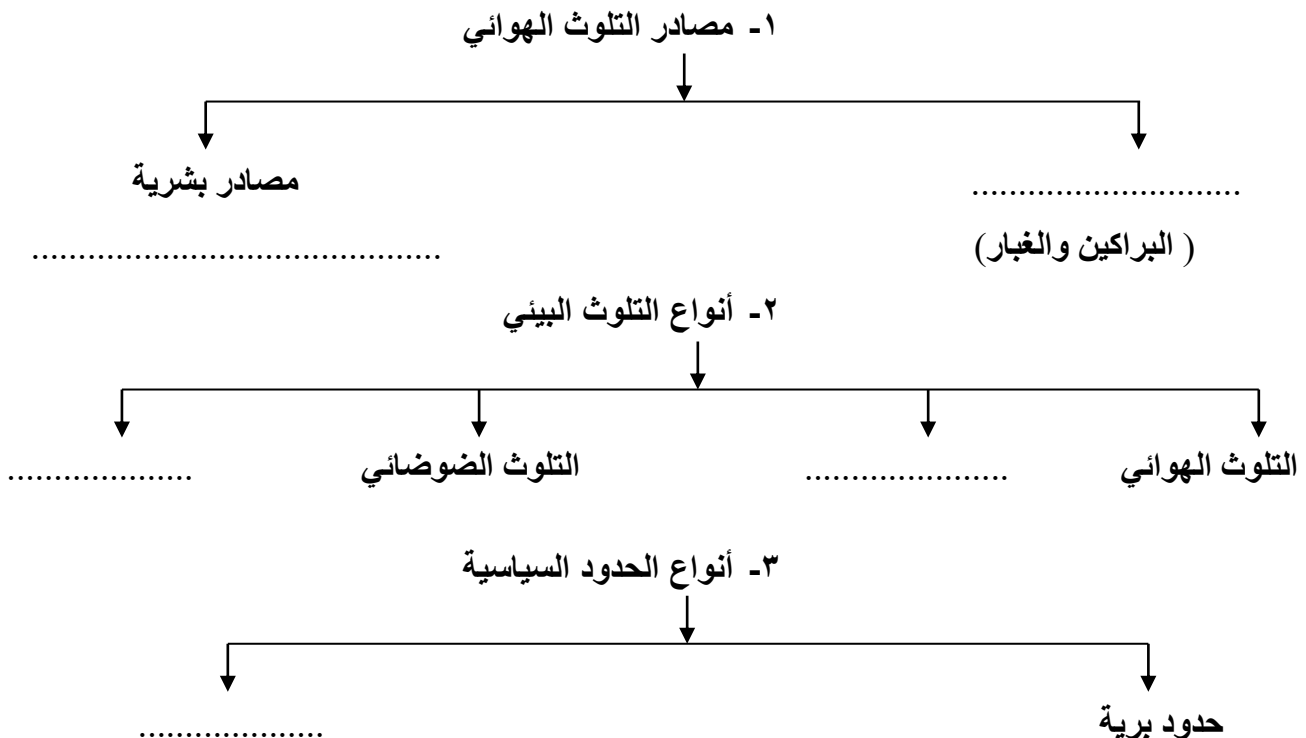 ١- مصادر التلوث الهوائي
............................. مصادر بشرية
( البراكين والغبار) ............................................
٢- أنواع التلوث البيئي
التلوث الهوائي ...................... التلوث الضوضائي ....................
٣- أنواع الحدود السياسية
حدود برية ....................